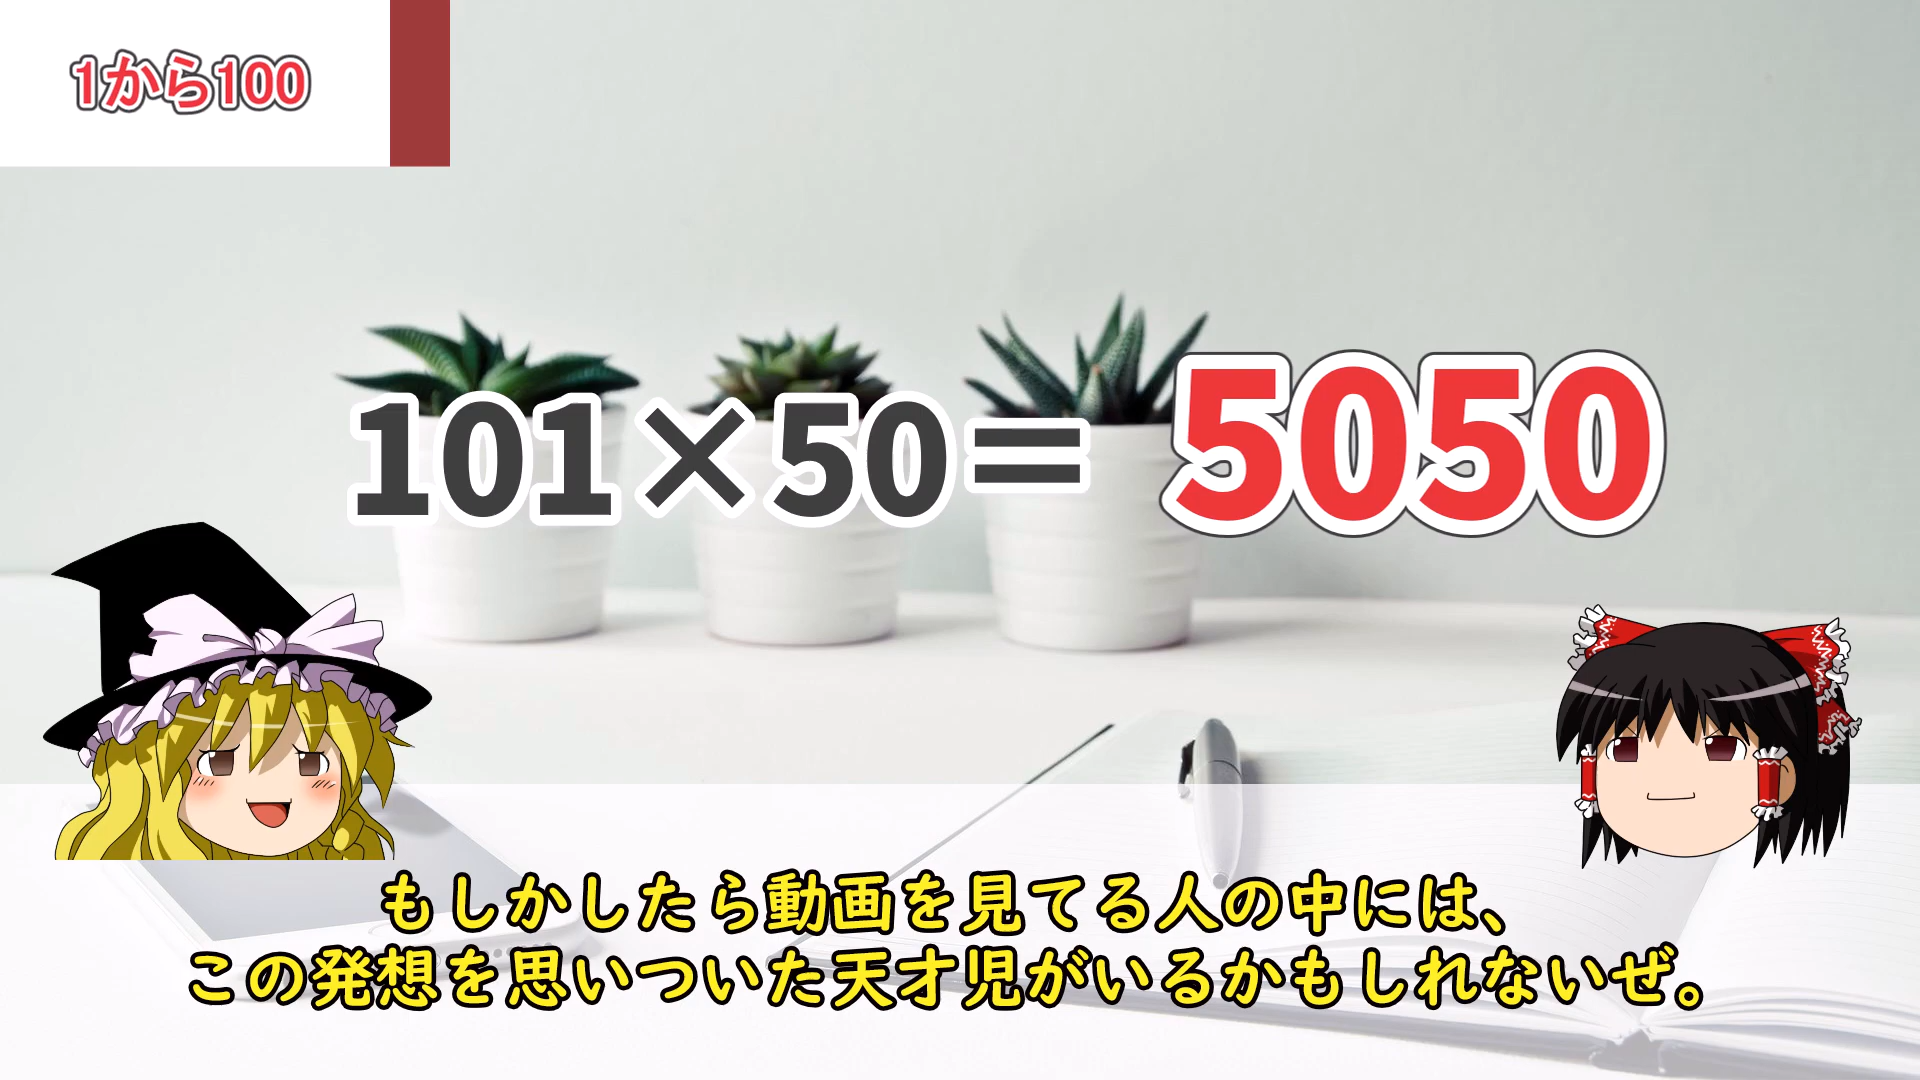 1から100
101×50= 5050
もしかしたら動画を見てる人の中には、
この発想を思いついた天才児がいるかもしれないぜ。